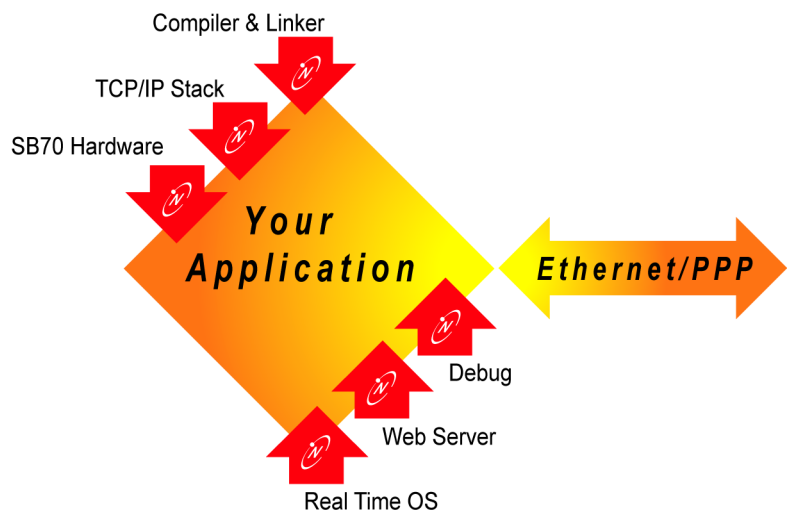 Compiler & Linker
TCP/IP Stack
SB70 Hardware
Your
Application
Ethernet/PPP
Debug
Web Server
Real Time OS